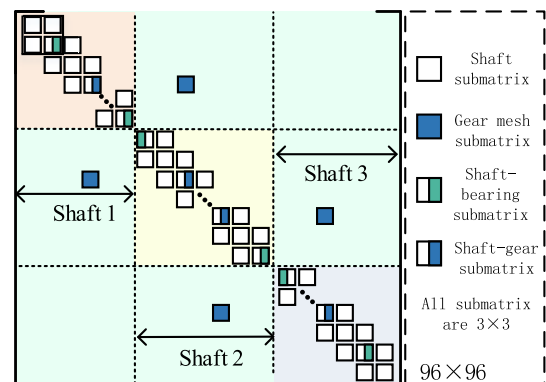 Shaft
submatrix
Gear mesh
submatrix
Shaft-
bearing
submatrix
Shaft-gear
submatrix
All submatrix
are 3×3
96×96
Shaft 1
Shaft 3
Shaft 2